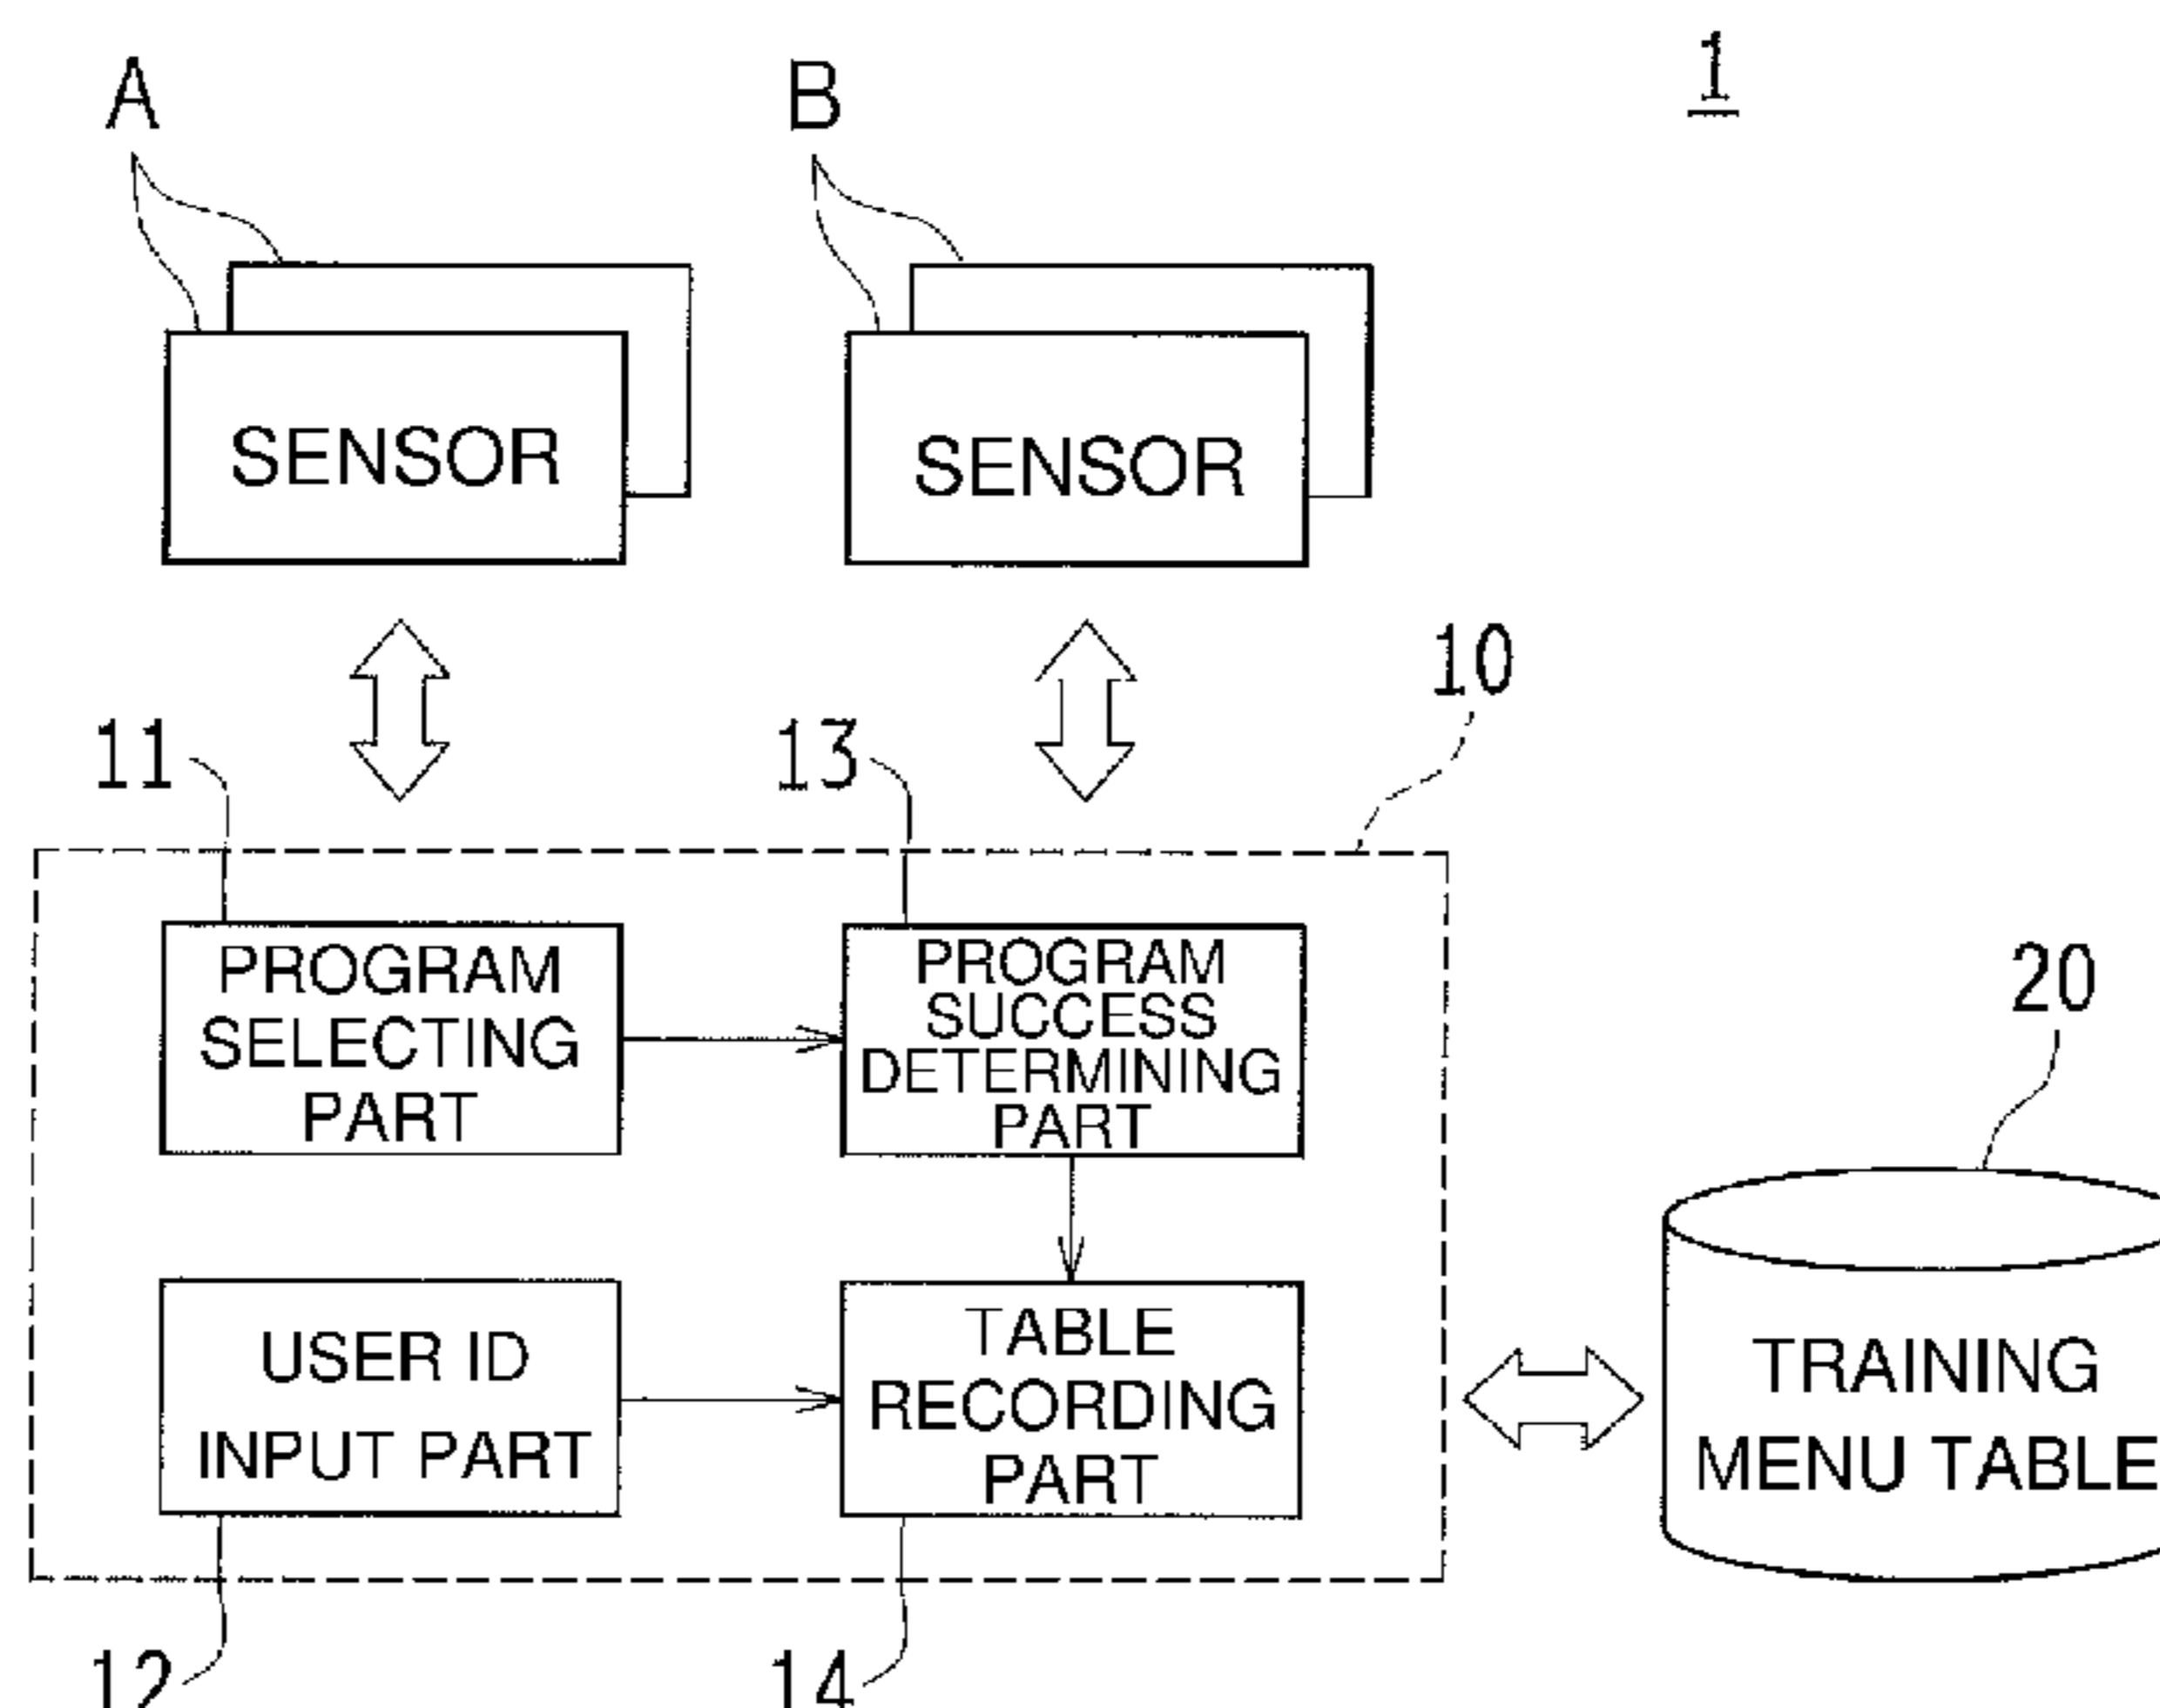 1
A
B
SENSOR
SENSOR
10
11
13
PROGRAM
SELECTING
PART
PROGRAM
SUCCESS
DETERMINING
PART
20
USER ID
INPUT PART
TABLE
RECORDING
PART
TRAINING
MENU TABLE
12
14